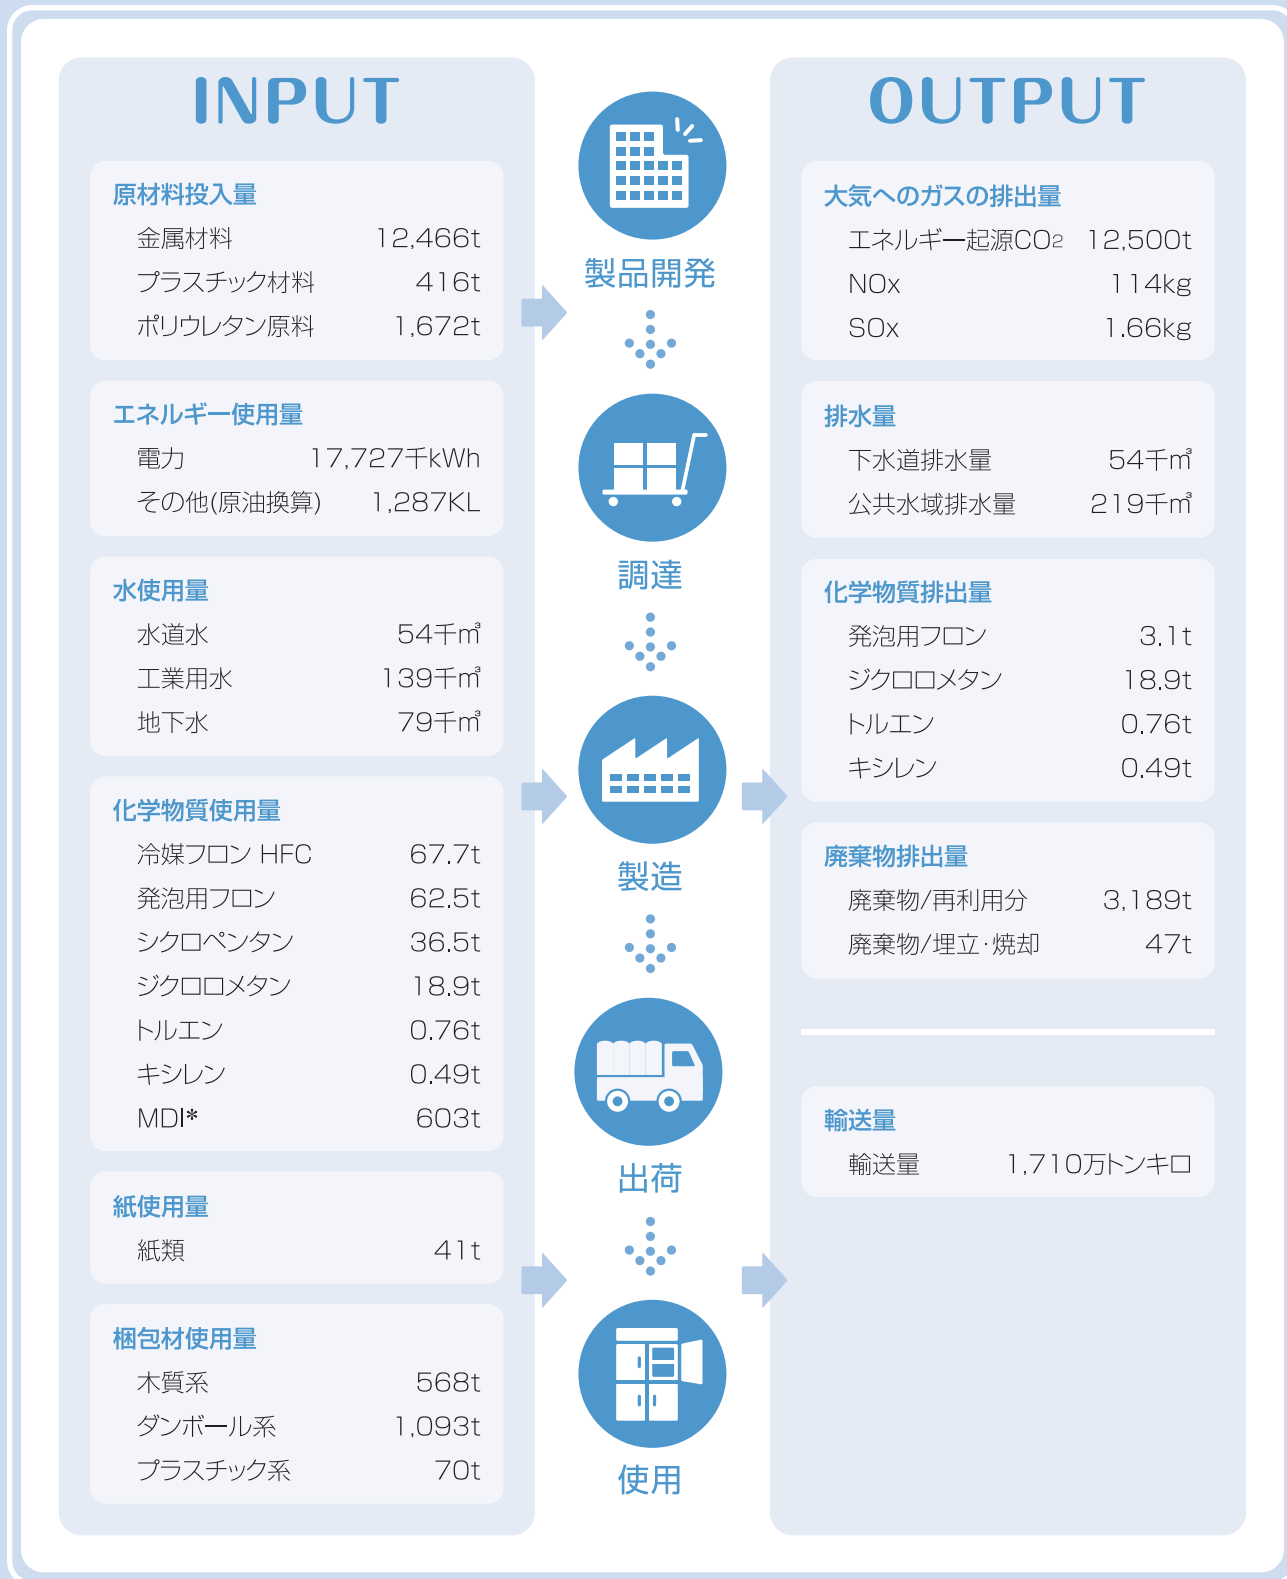 INPUT
原材料投入量
金属材料 12,466t
プラスチック材料 416t
ポリウレタン原料 1,672t
エネルギー使用量
電力 17,727千kWh
その他(原油換算) 1,287KL
水使用量
水道水 54千㎥
工業用水 139千㎥
地下水 79千㎥
化学物質使用量
冷媒フロン HFC 67.7t
発泡用フロン 62.5t
シクロペンタン 36.5t
ジクロロメタン 18.9t
トルエン 0.76t
キシレン 0.49t
MDI* 603t
紙使用量
紙類 41t
梱包材使用量
木質系 568t
ダンボール系 1,093t
プラスチック系 70t
製品開発
調達
製造
出荷
使用
OUTPUT
大気へのガスの排出量
エネルギー起源CO2 12,500t
NOx 114kg
SOx 1.66kg
排水量
下水道排水量 54千㎥
公共水域排水量 219千㎥
化学物質排出量
発泡用フロン 3.1t
ジクロロメタン 18.9t
トルエン 0.76t
キシレン 0.49t
廃棄物排出量
廃棄物/再利用分 3,189t
廃棄物/埋立・焼却 47t
輸送量
輸送量 1,710万トンキロ